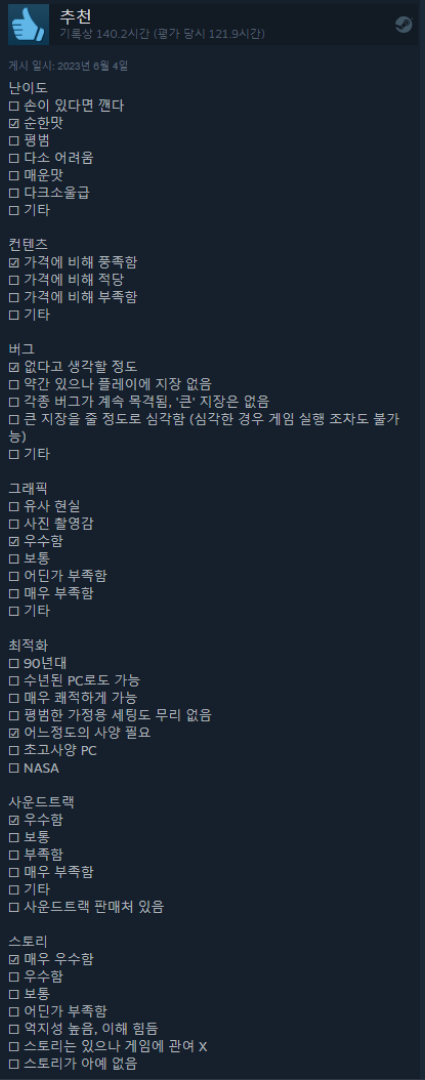 추천
기록상 140.2시간 (평가 당시 121.9시간)
게시 일시: 2023년 6월 4일
난이도
☐ 손이 있다면 깬다
☑ 순한맛
☐ 평범
☐ 다소 어려움
☐ 매운맛
☐ 다크소울급
☐ 기타
컨텐츠
☑ 가격에 비해 풍족함
☐ 가격에 비해 적당
☐ 가격에 비해 부족함
☐ 기타
버그
☑ 없다고 생각할 정도
☐ 약간 있으나 플레이에 지장 없음
☐ 각종 버그가 계속 목격됨, '큰' 지장은 없음
☐ 큰 지장을 줄 정도로 심각함 (심각한 경우 게임 실행 조차도 불가
능)
☐ 기타
그래픽
☐ 유사 현실
☐ 사진 촬영감
☑ 우수함
☐ 보통
☐ 어딘가 부족함
☐ 매우 부족함
☐ 기타
최적화
☐ 90년대
☐ 수년된 PC로도 가능
☐ 매우 쾌적하게 가능
☐ 평범한 가정용 세팅도 무리 없음
☑ 어느정도의 사양 필요
☐ 초고사양 PC
☐ NASA
사운드트랙
☑ 우수함
☐ 보통
☐ 부족함
☐ 매우 부족함
☐ 기타
☐ 사운드트랙 판매처 있음
스토리
☑ 매우 우수함
☐ 우수함
☐ 보통
☐ 어딘가 부족함
☐ 억지성 높음, 이해 힘듬
☐ 스토리는 있으나 게임에 관여 X
☐ 스토리가 아예 없음